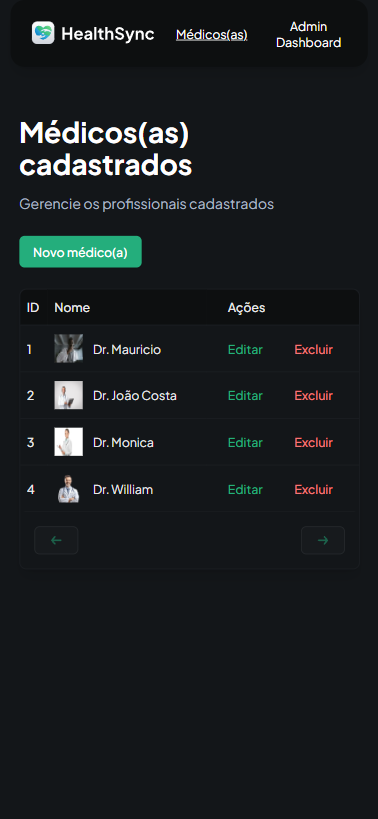 HealthSync
Médicos(as)
Admin
Dashboard
Médicos(as)
cadastrados
Gerencie os profissionais cadastrados
Novo médico(a)
ID Nome Ações
1 Dr. Mauricio Editar Excluir
2 Dr. João Costa Editar Excluir
3 Dr. Monica Editar Excluir
4 Dr. William Editar Excluir